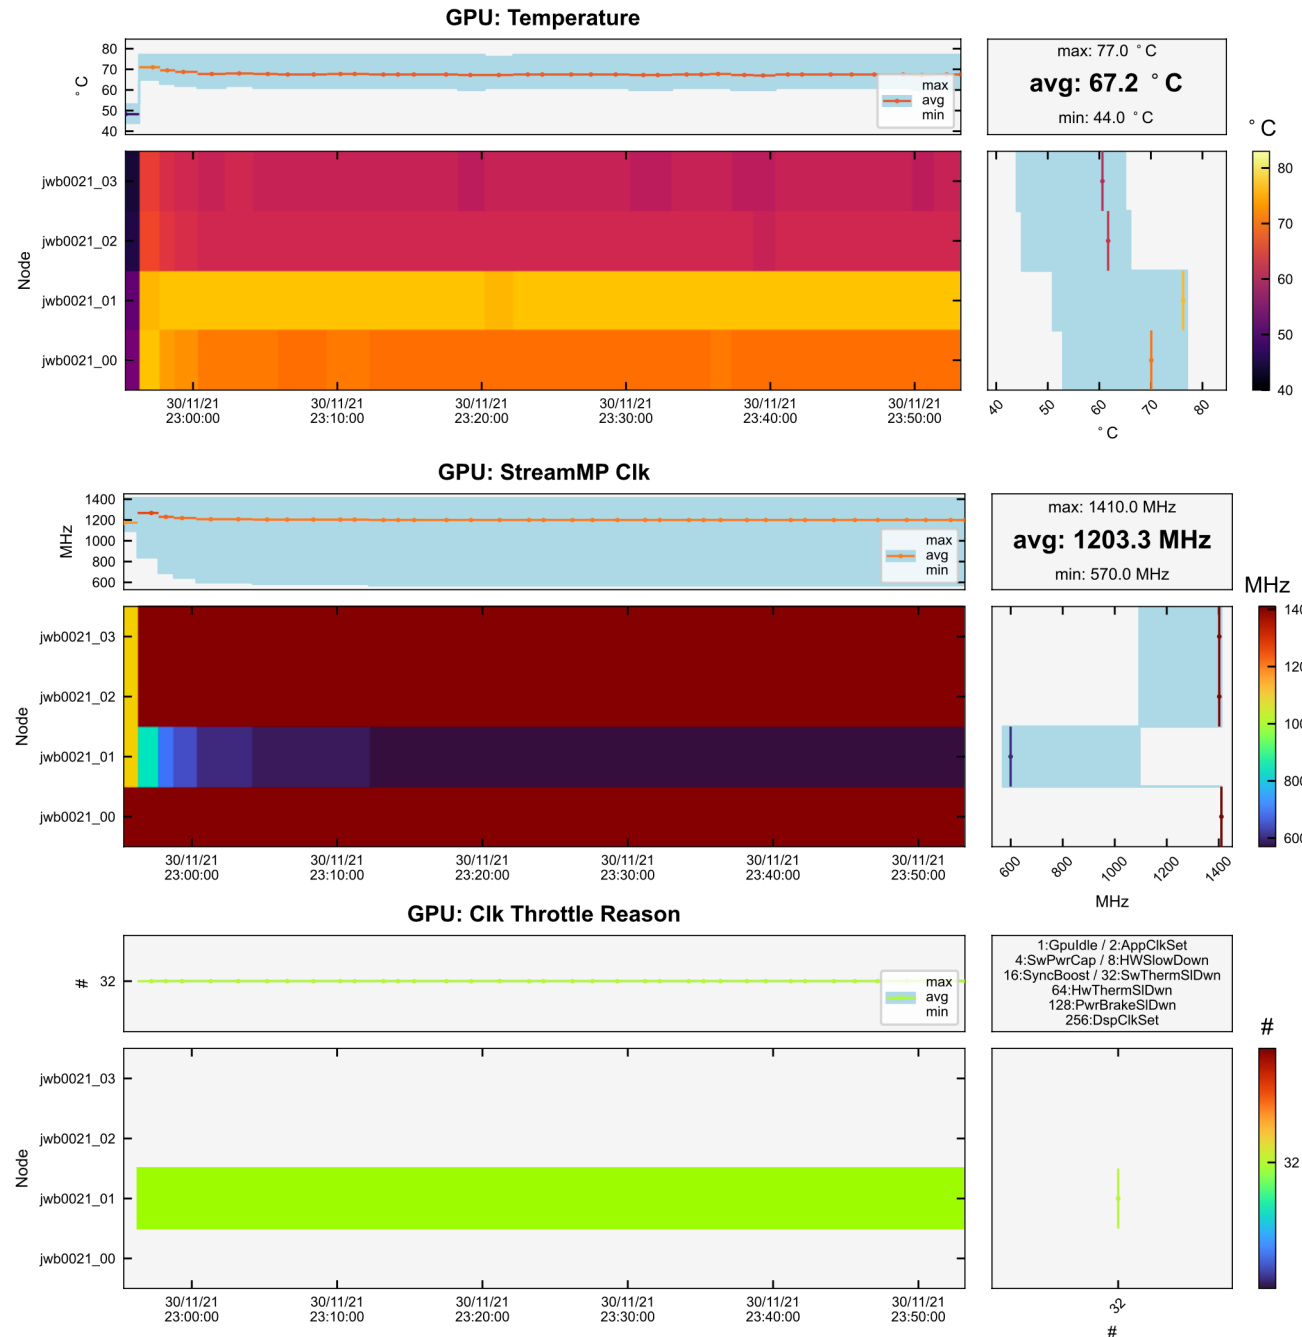 GPU: Temperature
80
70
60
50
40
°C
max
avg
min
max: 77.0 °C
avg: 67.2 °C
min: 44.0 °C
jwb0021_03
jwb0021_02
jwb0021_01
jwb0021_00
Node
30/11/21
23:00:00
30/11/21
23:10:00
30/11/21
23:20:00
30/11/21
23:30:00
30/11/21
23:40:00
30/11/21
23:50:00
40
50
60
70
80
°C
°C
80
70
60
50
40
GPU: StreamMP Clk
1400
1200
1000
800
600
MHz
max
avg
min
max: 1410.0 MHz
avg: 1203.3 MHz
min: 570.0 MHz
jwb0021_03
jwb0021_02
jwb0021_01
jwb0021_00
Node
30/11/21
23:00:00
30/11/21
23:10:00
30/11/21
23:20:00
30/11/21
23:30:00
30/11/21
23:40:00
30/11/21
23:50:00
600
800
1000
1200
1400
MHz
MHz
140
120
100
800
600
GPU: Clk Throttle Reason
32
#
max
avg
min
1:GpuIdle / 2:AppClkSet
4:SwPwrCap / 8:HWSlowDown
16:SyncBoost / 32:SwThermSlDwn
64:HwThermSlDwn
128:PwrBrakeSlDwn
256:DspClkSet
jwb0021_03
jwb0021_02
jwb0021_01
jwb0021_00
Node
30/11/21
23:00:00
30/11/21
23:10:00
30/11/21
23:20:00
30/11/21
23:30:00
30/11/21
23:40:00
30/11/21
23:50:00
32
#
#
32